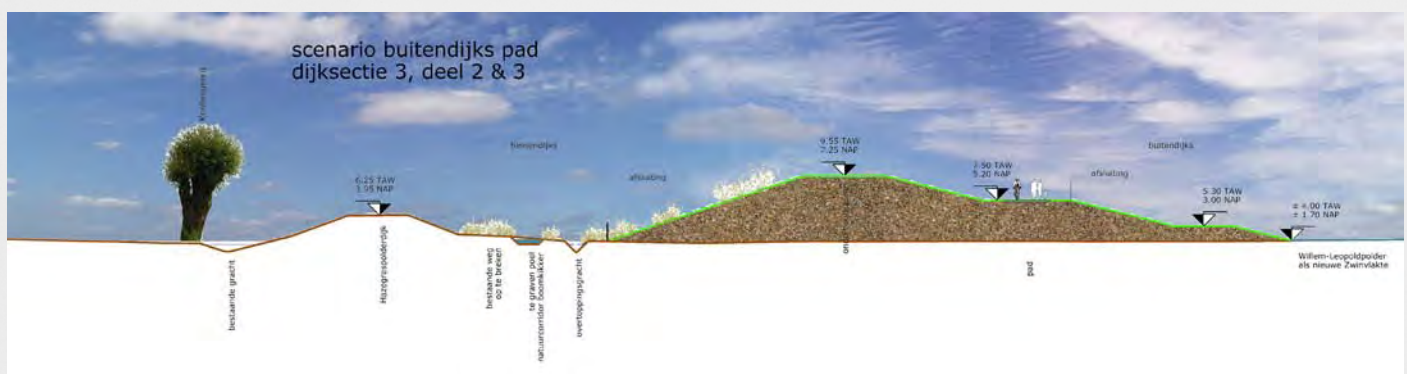 scenario buitendijks pad
dijksectie 3, deel 2 & 3
binnendijks
buitendijks
afsluiting
afsluiting
6.25 TAW
3.95 NAP
9.55 TAW
7.25 NAP
7.50 TAW
5.20 NAP
5.30 TAW
3.00 NAP
± 4.00 TAW
± 1.70 NAP
bestaande gracht
Hazegraspolderdijk
bestaande weg
op te breken
te graven poel
natuurcorridor boomkikker
overtoppingsgracht
pad
Willem-Leopoldpolder
als nieuwe Zwinvlakte